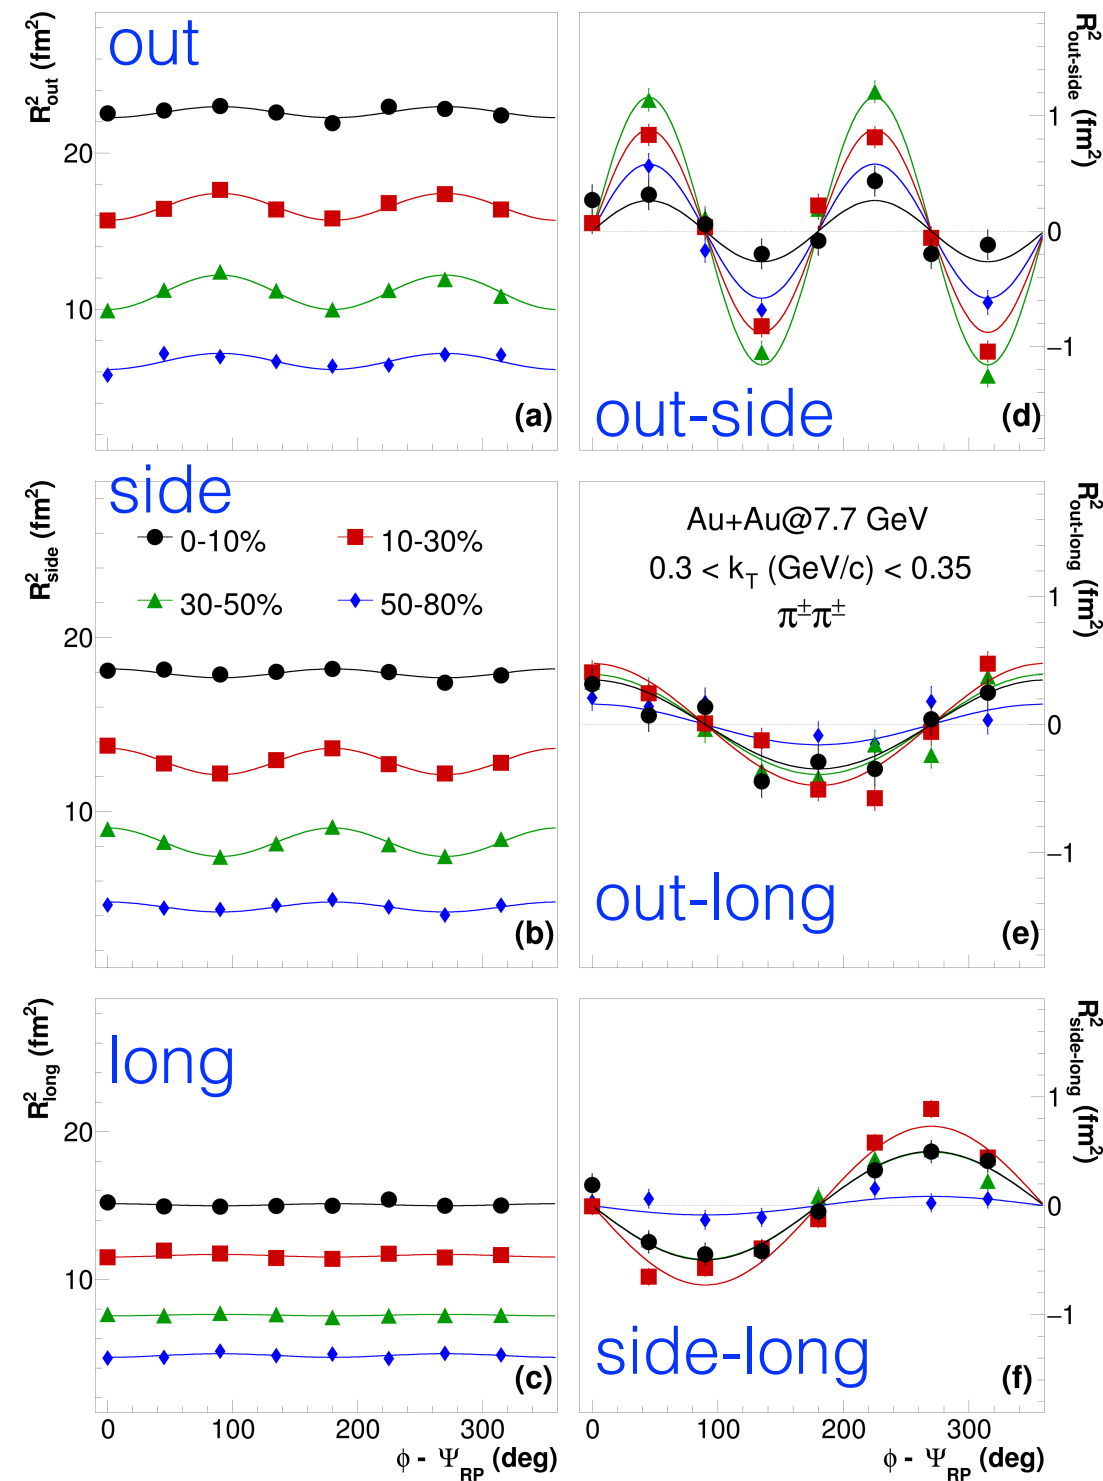 out
R²out (fm²)
20
10
(a)
R²out-side (fm²)
1
0
−1
out-side
(d)
side
R²side (fm²)
0-10%
10-30%
30-50%
50-80%
20
10
(b)
Au+Au@7.7 GeV
0.3 < kT (GeV/c) < 0.35
π±π±
R²out-long (fm²)
1
0
−1
out-long
(e)
long
R²long (fm²)
20
10
(c)
0 100 200 300
ϕ - ΨRP (deg)
R²side-long (fm²)
1
0
−1
side-long
(f)
0 100 200 300
ϕ - ΨRP (deg)